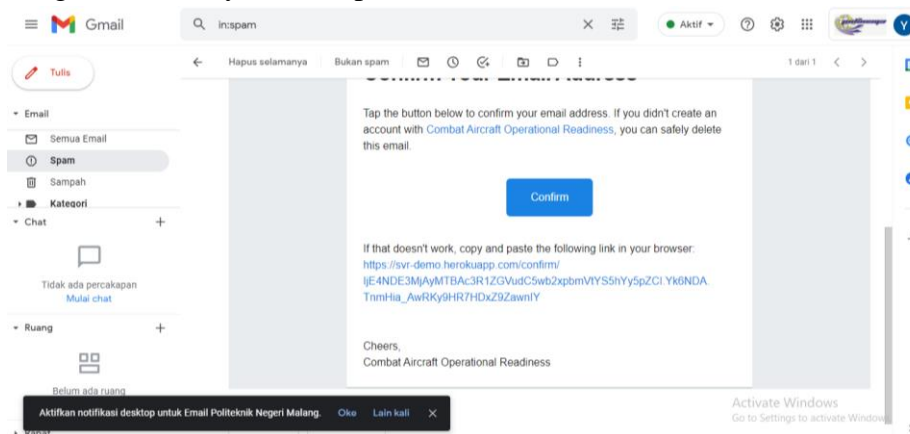 Gmail
in:spam
Aktif
Y
Tulis
Hapus selamanya
Bukan spam
1 dari 1
Email
Semua Email
Spam
Sampah
Kategori
Chat
Tidak ada percakapan
Mulai chat
Ruang
Belum ada ruang
Confirm Your Email Address
Tap the button below to confirm your email address. If you didn't create an
account with Combat Aircraft Operational Readiness, you can safely delete
this email.
Confirm
If that doesn't work, copy and paste the following link in your browser:
https://svr-demo.herokuapp.com/confirm/
Cheers,
Combat Aircraft Operational Readiness
Aktifkan notifikasi desktop untuk Email Politeknik Negeri Malang.
Oke
Lain kali
Activate Windows
Go to Settings to activate Windows